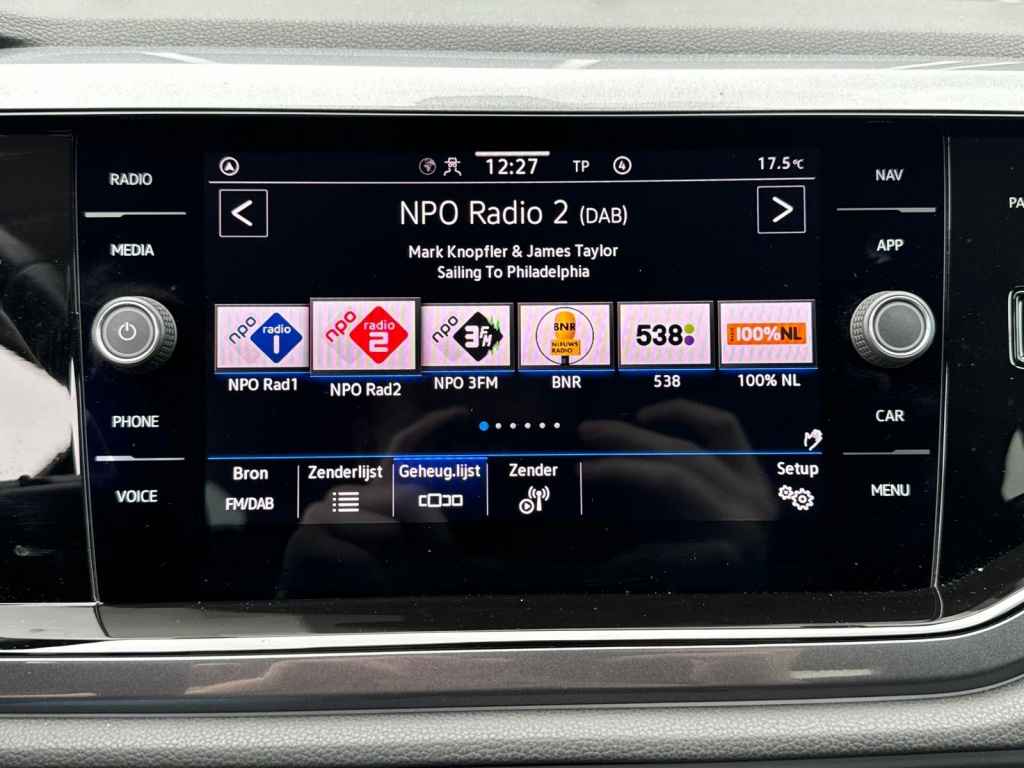 RADIO
MEDIA
PHONE
VOICE
12:27 TP 4 17.5°C
< NPO Radio 2 (DAB) >
Mark Knopfler & James Taylor
Sailing To Philadelphia
npo radio 1
npo radio 2
npo 3FM
BNR NIEUWS RADIO
538
100%NL
NPO Rad1 NPO Rad2 NPO 3FM BNR 538 100% NL
Bron Zenderlijst Geheug.lijst Zender Setup
FM/DAB
NAV
APP
CAR
MENU
PA